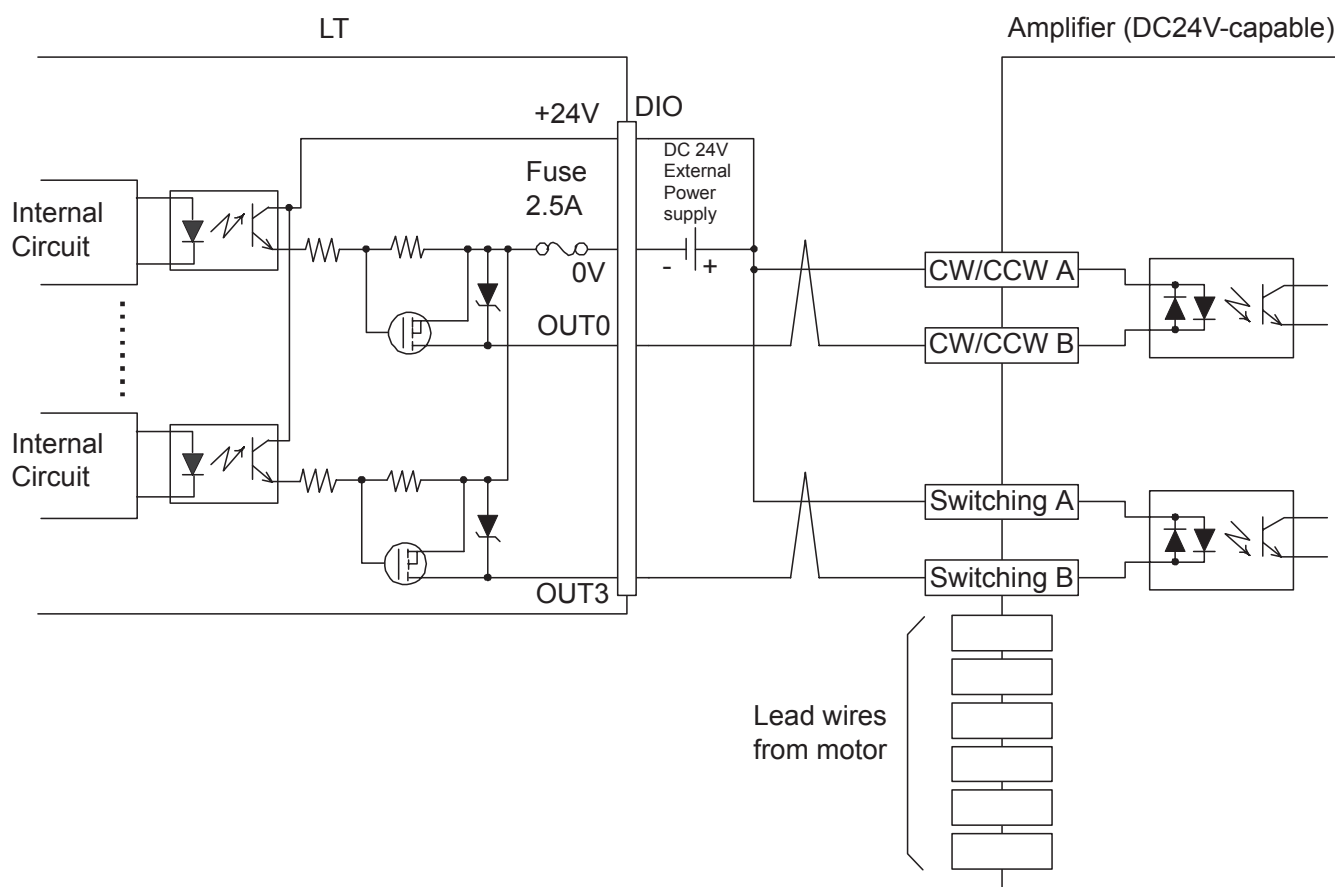 LT
Amplifier (DC24V-capable)
+24V
DIO
DC 24V
External
Power
supply
Fuse
2.5A
Internal
Circuit
0V
- +
CW/CCW A
OUT0
CW/CCW B
Internal
Circuit
Switching A
OUT3
Switching B
Lead wires
from motor